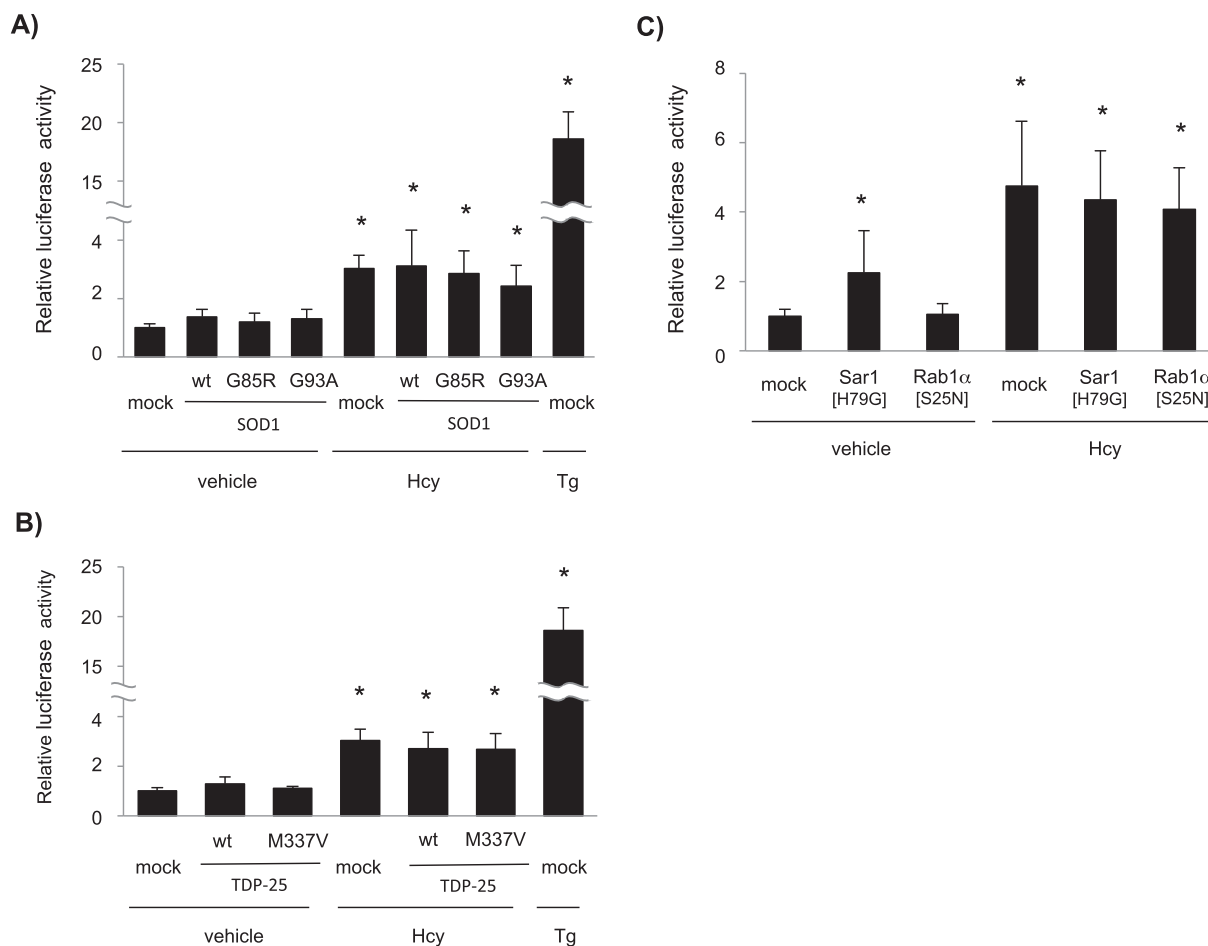 A)
Relative luciferase activity
25
20
15
4
2
0
*
*
*
*
*
mock
wt
G85R
G93A
mock
wt
G85R
G93A
mock
SOD1
SOD1
vehicle
Hcy
Tg
B)
Relative luciferase activity
25
20
15
4
2
0
*
*
*
*
mock
wt
M337V
mock
wt
M337V
mock
TDP-25
TDP-25
vehicle
Hcy
Tg
C)
Relative luciferase activity
8
6
4
2
0
*
*
*
*
mock
Sar1
[H79G]
Rab1α
[S25N]
mock
Sar1
[H79G]
Rab1α
[S25N]
vehicle
Hcy